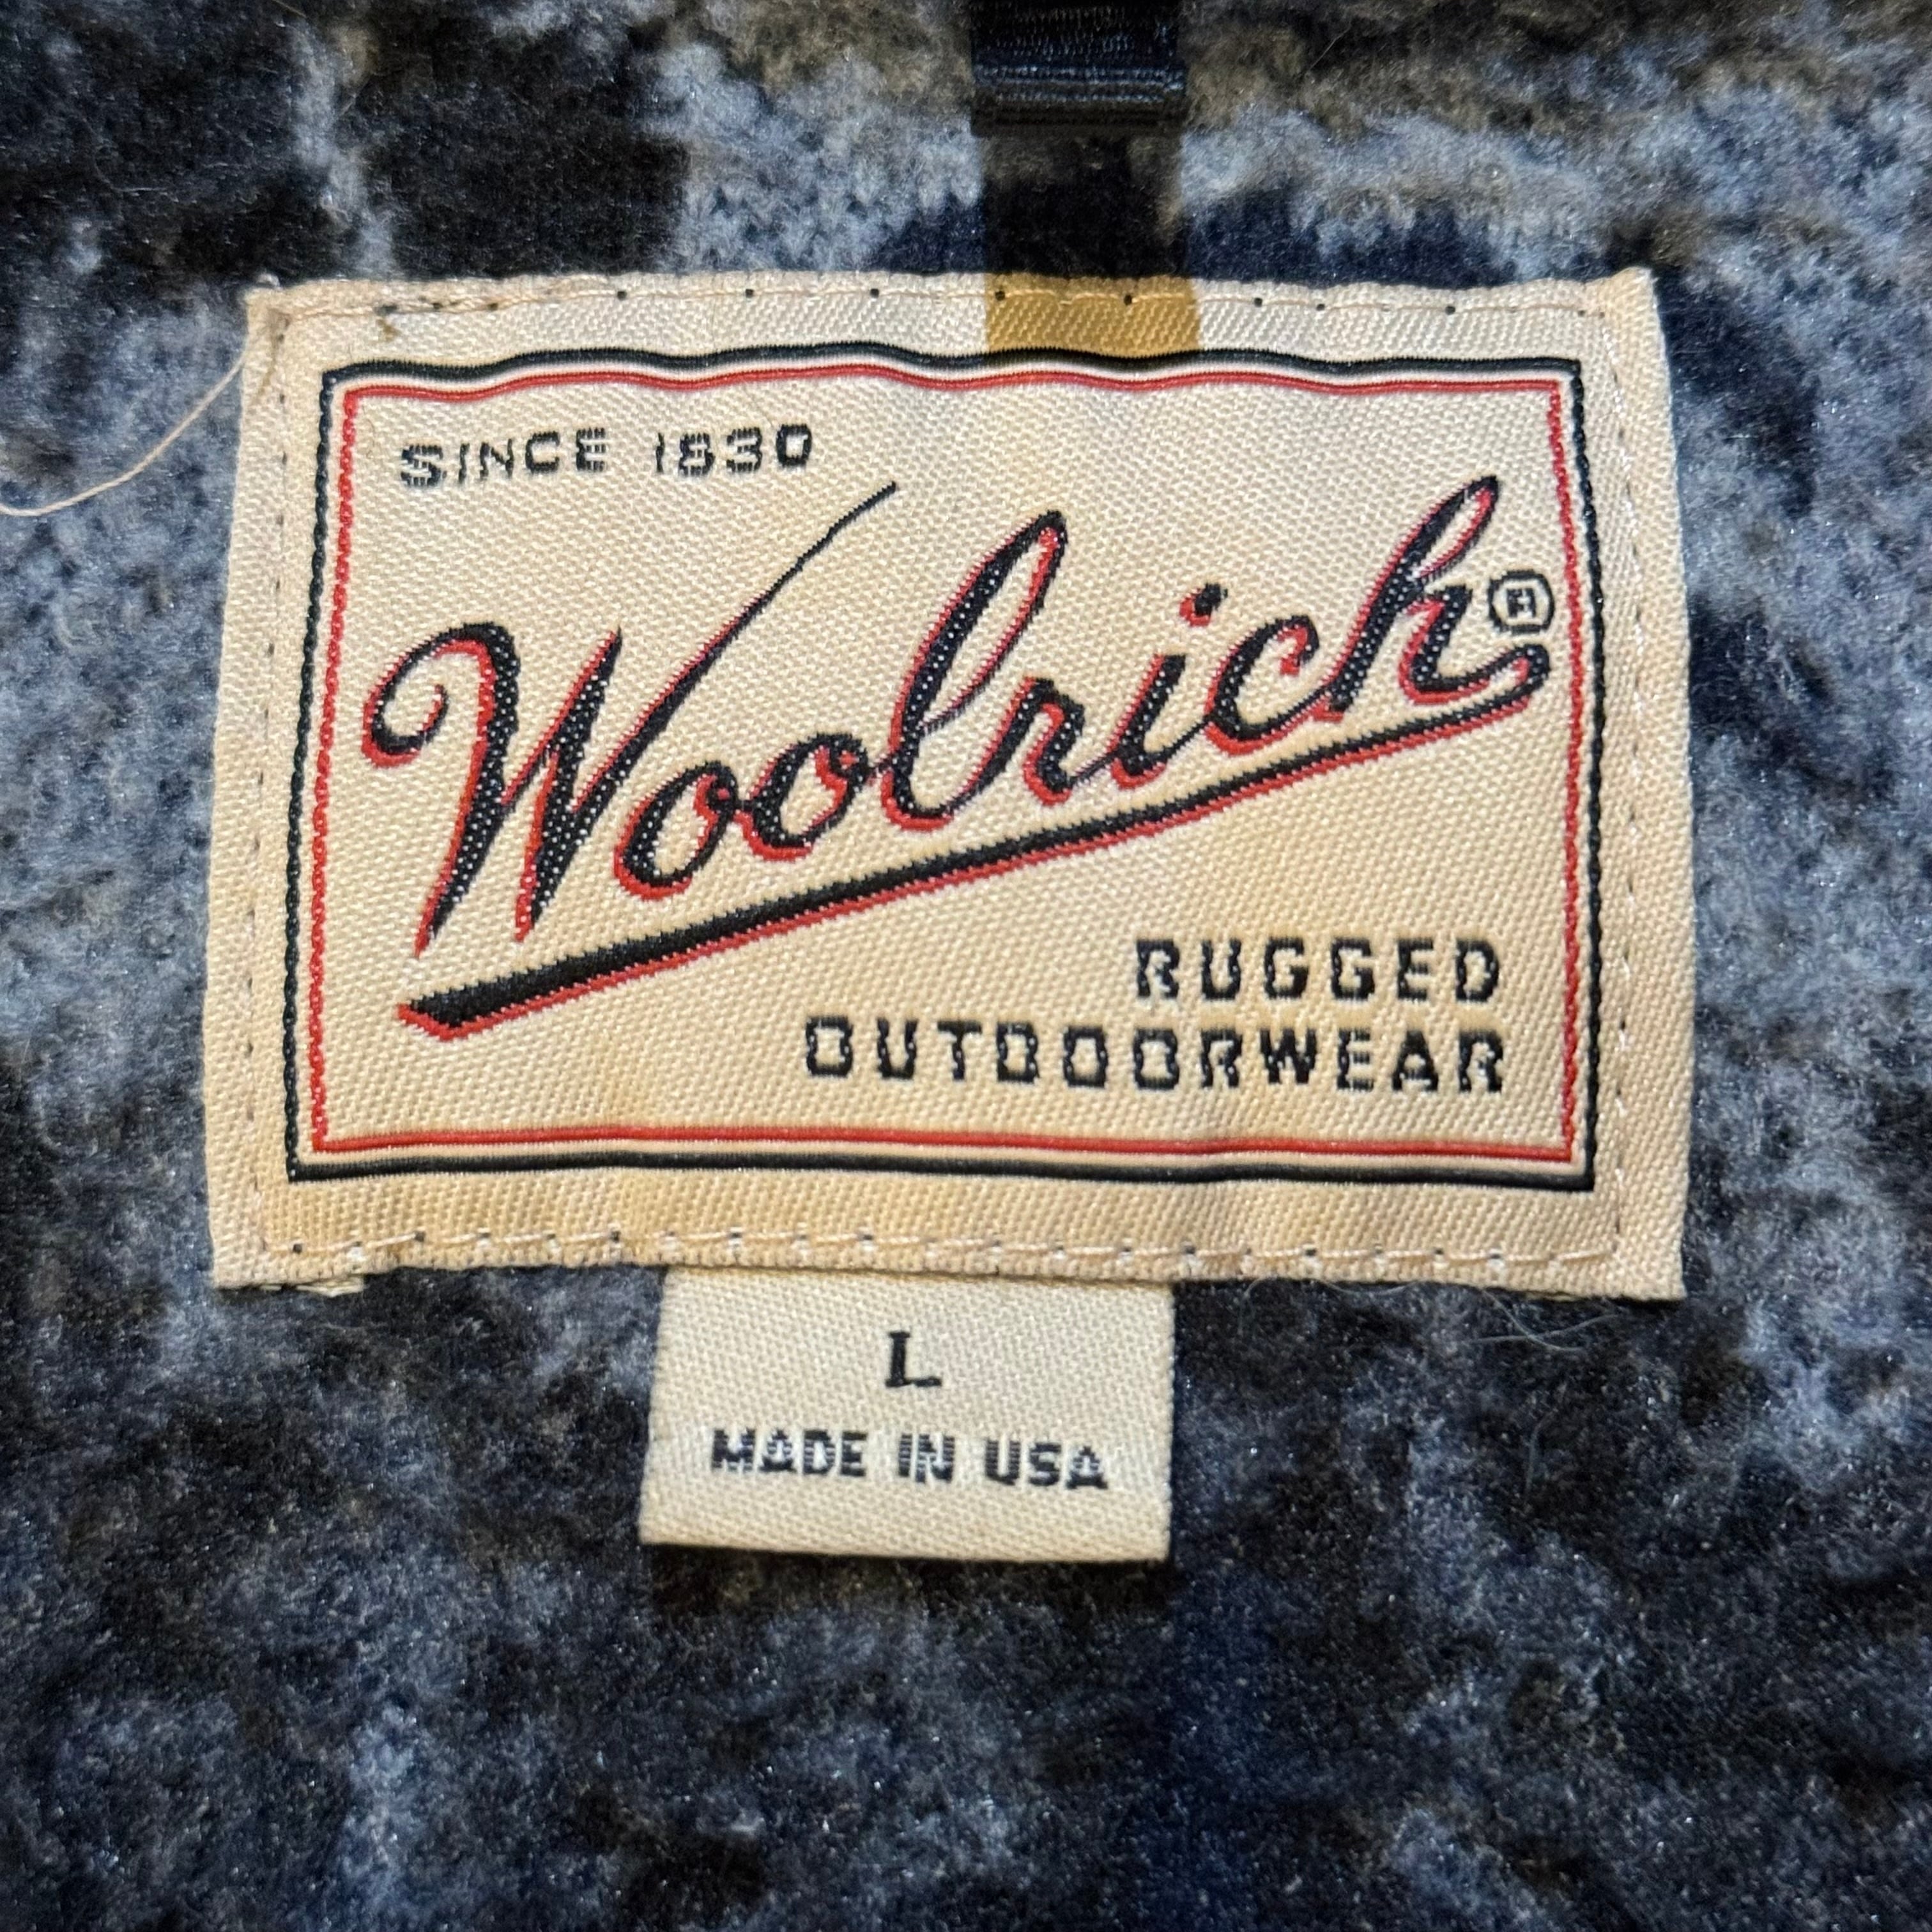 SINCE 1830
Woolrich®
RUGGED
OUTDOORWEAR
L
MADE IN USA